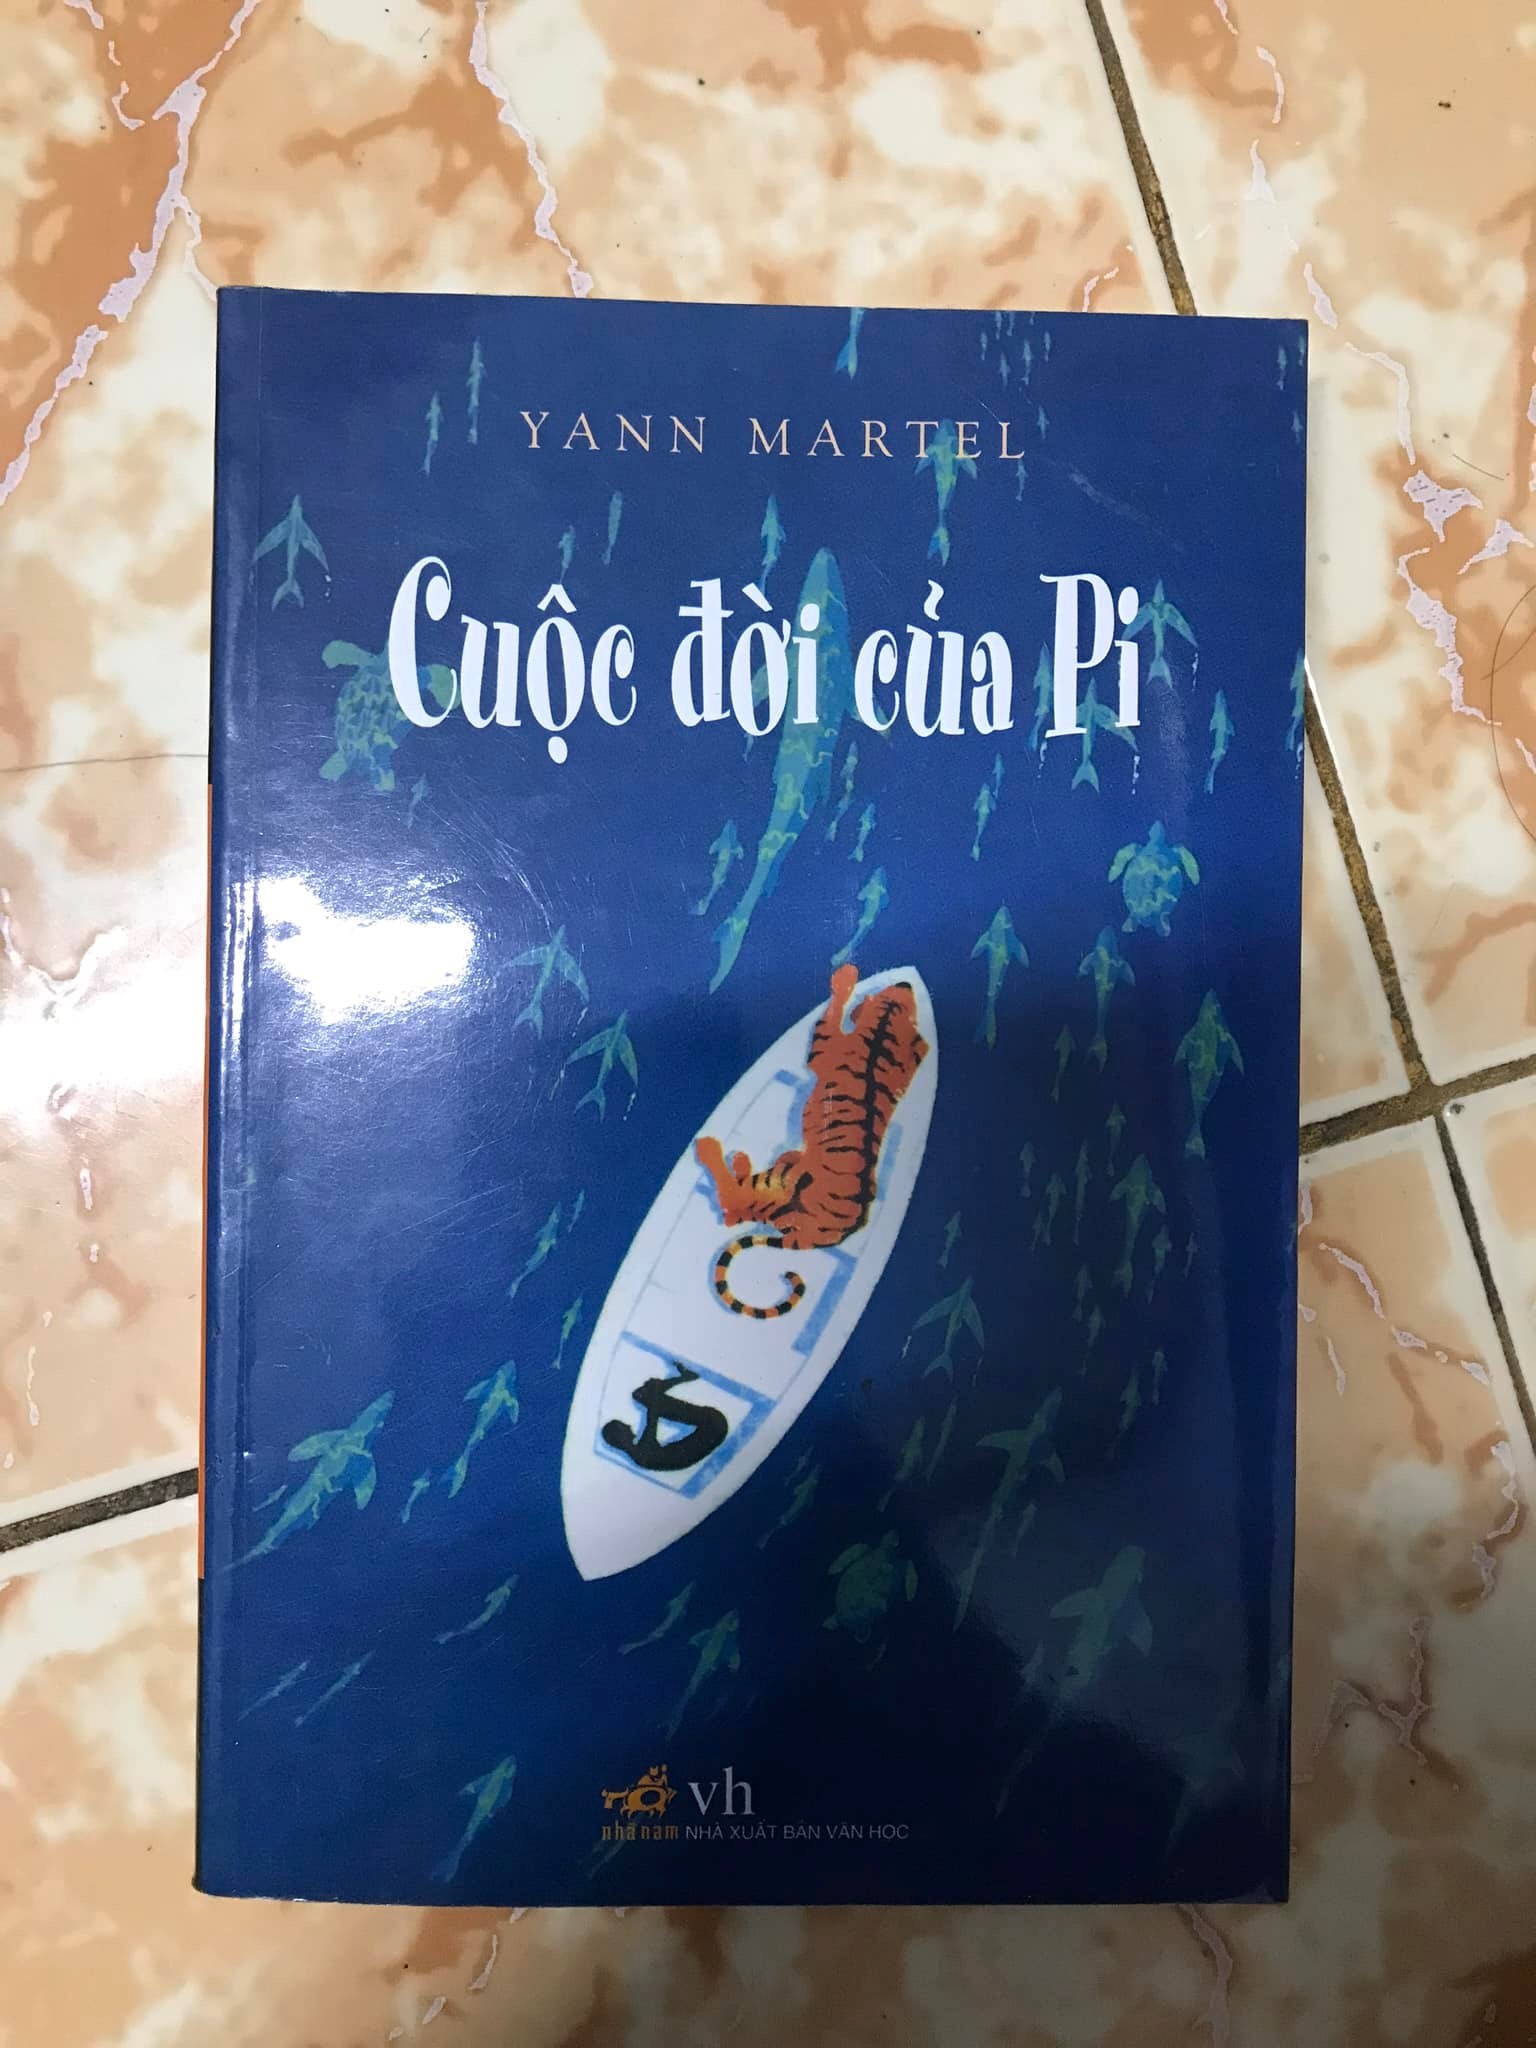 YANN MARTEL
Cuộc đời của Pi
vh
nhã nam NHÀ XUẤT BẢN VĂN HỌC